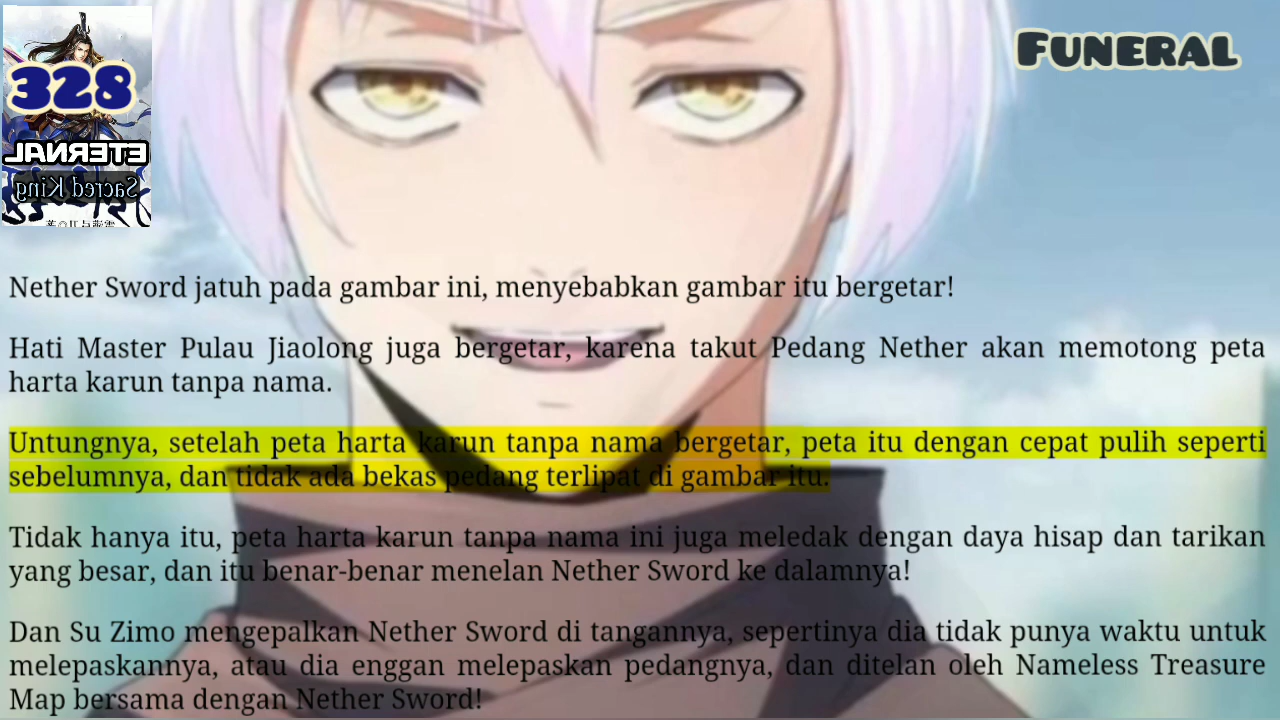 328
FUNERAL
ETERNAL
Sacred King
Nether Sword jatuh pada gambar ini, menyebabkan gambar itu bergetar!
Hati Master Pulau Jiaolong juga bergetar, karena takut Pedang Nether akan memotong peta
harta karun tanpa nama.
Untungnya, setelah peta harta karun tanpa nama bergetar, peta itu dengan cepat pulih seperti
sebelumnya, dan tidak ada bekas pedang terlipat di gambar itu.
Tidak hanya itu, peta harta karun tanpa nama ini juga meledak dengan daya hisap dan tarikan
yang besar, dan itu benar-benar menelan Nether Sword ke dalamnya!
Dan Su Zimo mengepalkan Nether Sword di tangannya, sepertinya dia tidak punya waktu untuk
melepaskannya, atau dia enggan melepaskan pedangnya, dan ditelan oleh Nameless Treasure
Map bersama dengan Nether Sword!